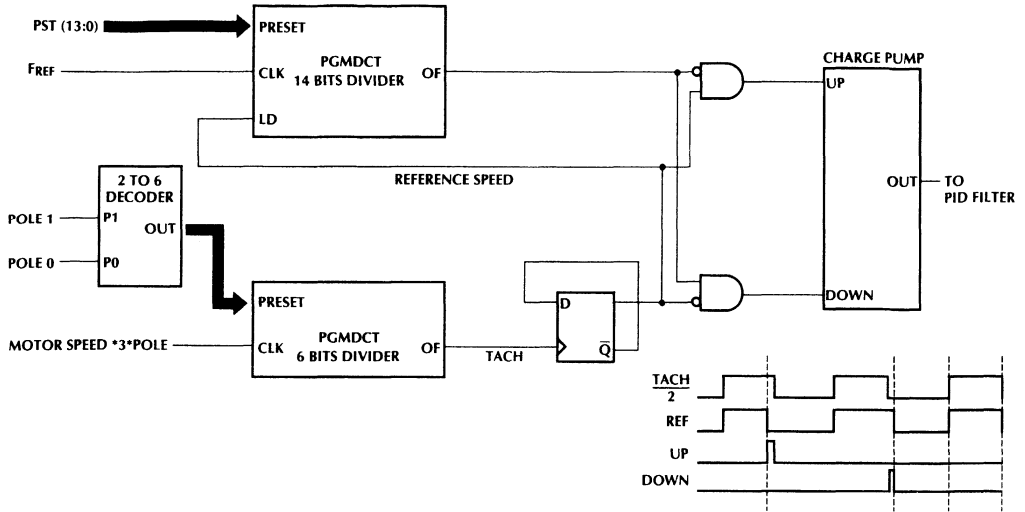 PST (13:0)
PRESET
FREF
CLK
PGMDCT
14 BITS DIVIDER
OF
LD
CHARGE PUMP
UP
OUT
TO
PID FILTER
DOWN
REFERENCE SPEED
2 TO 6
DECODER
POLE 1
P1
OUT
POLE 0
P0
PRESET
PGMDCT
6 BITS DIVIDER
MOTOR SPEED *3*POLE
CLK
OF
TACH
D
Q̅
TACH
2
REF
UP
DOWN